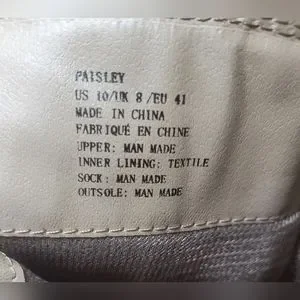 PAISLEY
US 10/UK 8/EU 41
MADE IN CHINA
FABRIQUÉ EN CHINE
UPPER: MAN MADE
INNER LINING: TEXTILE
SOCK: MAN MADE
OUTSOLE: MAN MADE